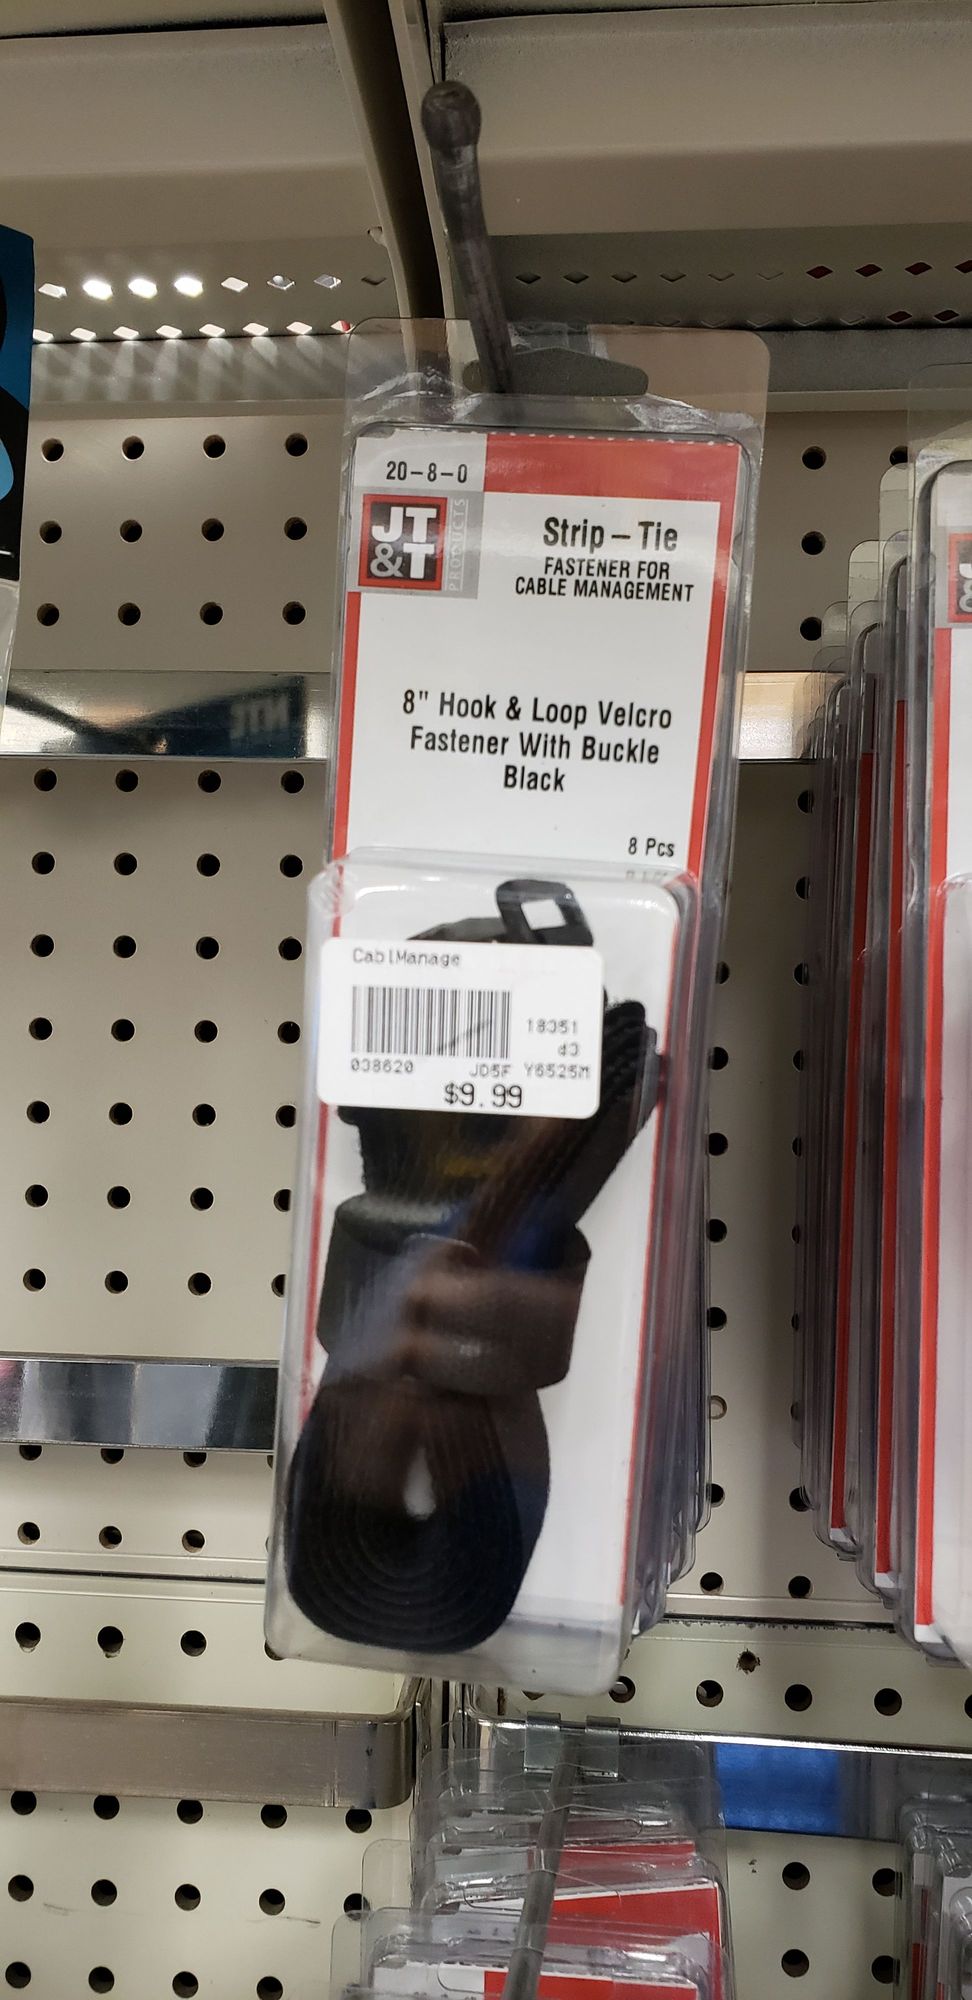 20-8-0
JT
&T
PRODUCTS
Strip – Tie
FASTENER FOR
CABLE MANAGEMENT
8" Hook & Loop Velcro
Fastener With Buckle
Black
8 Pcs
CablManage
18351
d3
038620 JD5F Y6525M
$9.99